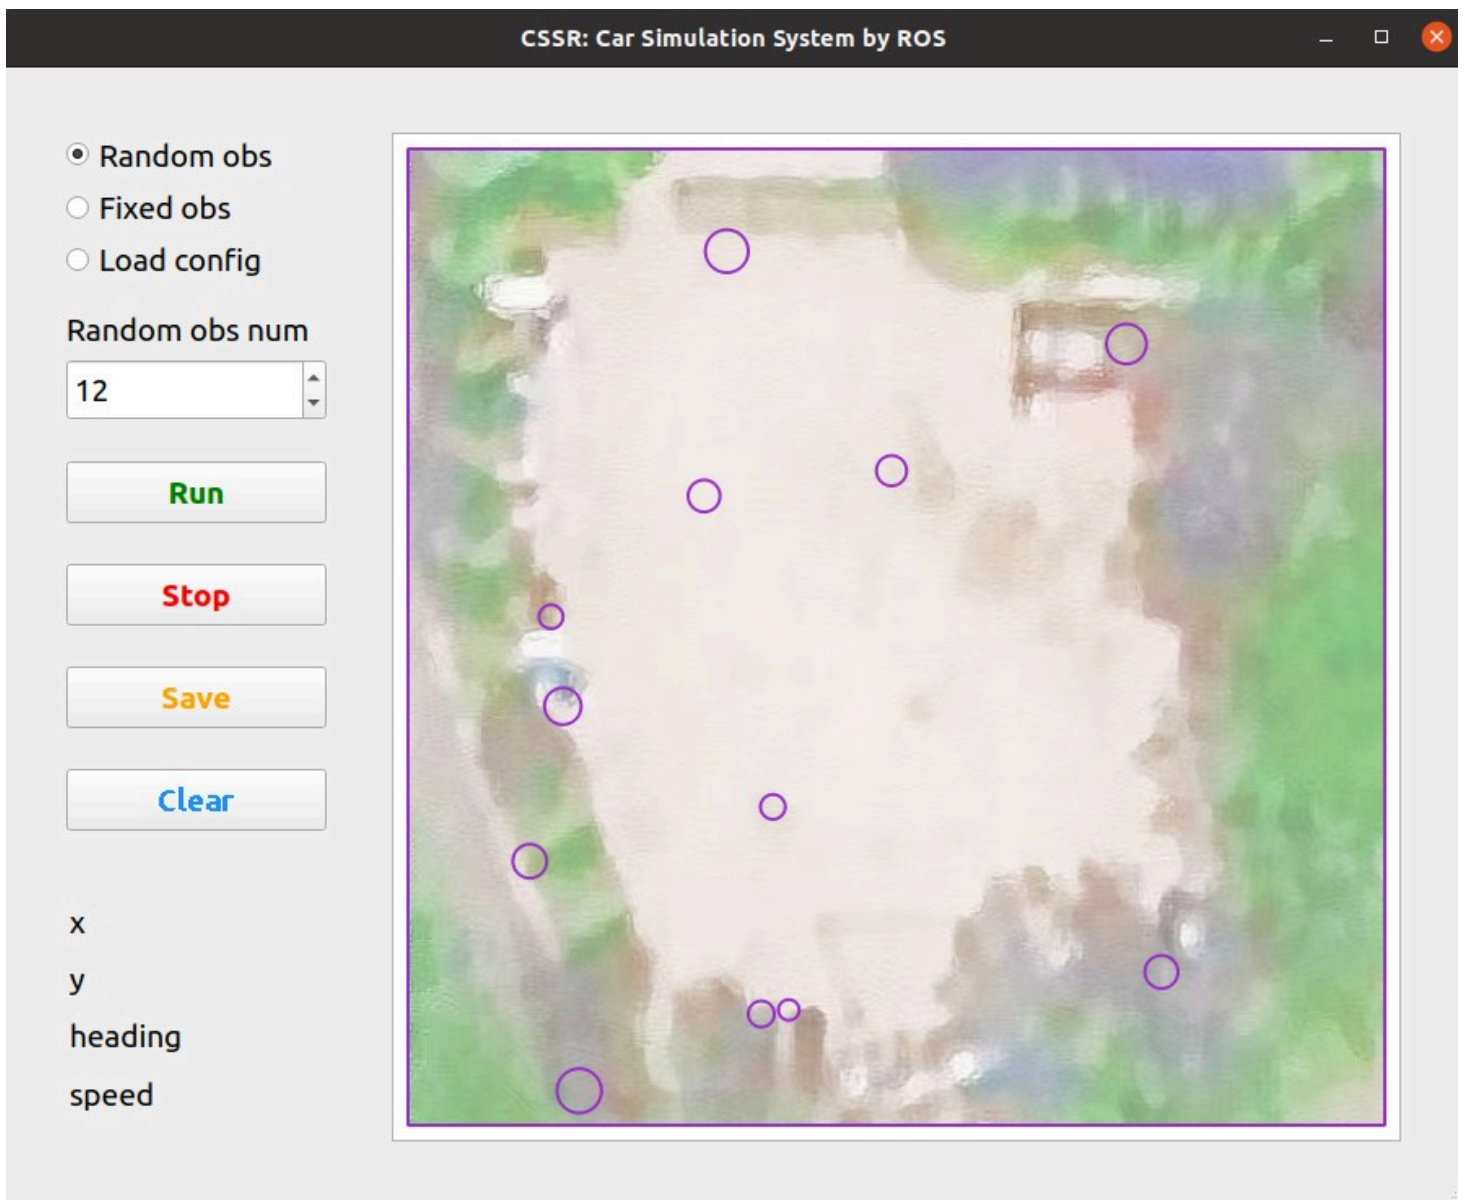 CSSR: Car Simulation System by ROS
Random obs
Fixed obs
Load config
Random obs num
12
Run
Stop
Save
Clear
x
y
heading
speed